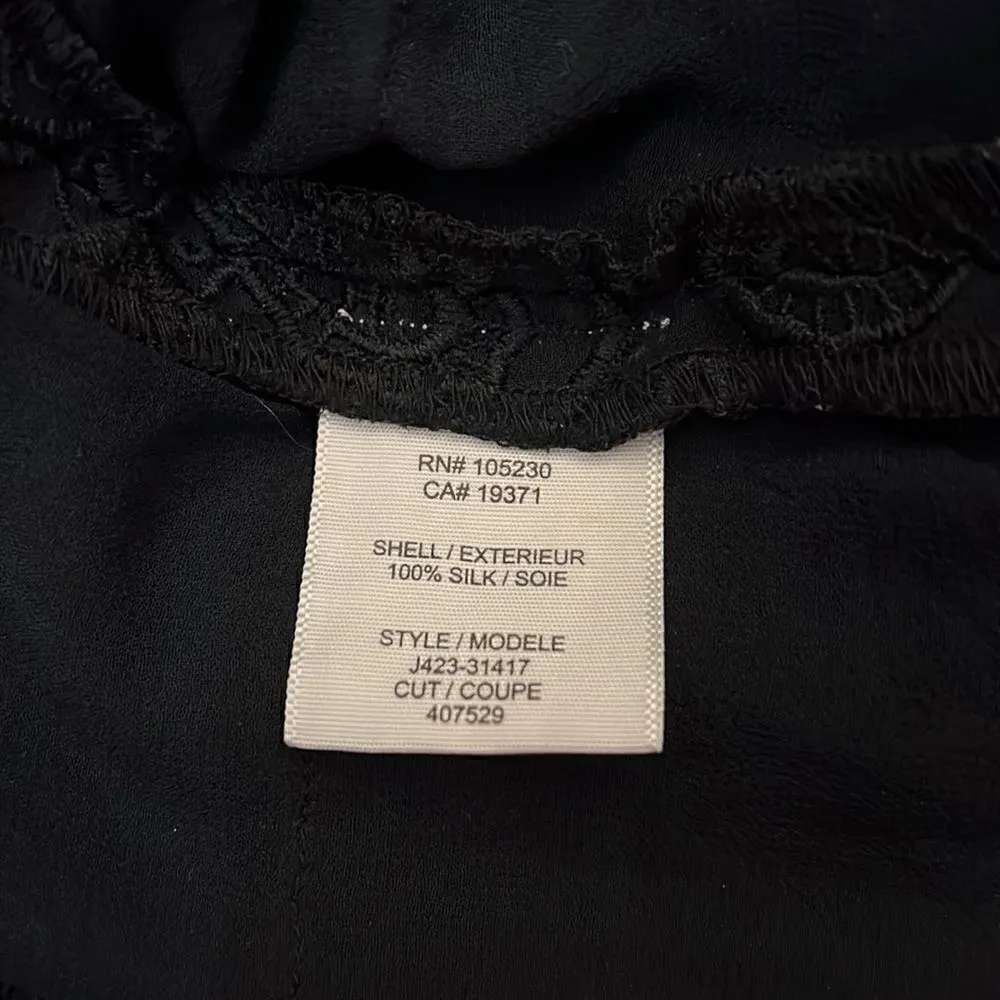 RN# 105230
CA# 19371
SHELL / EXTERIEUR
100% SILK / SOIE
STYLE / MODELE
J423-31417
CUT / COUPE
407529